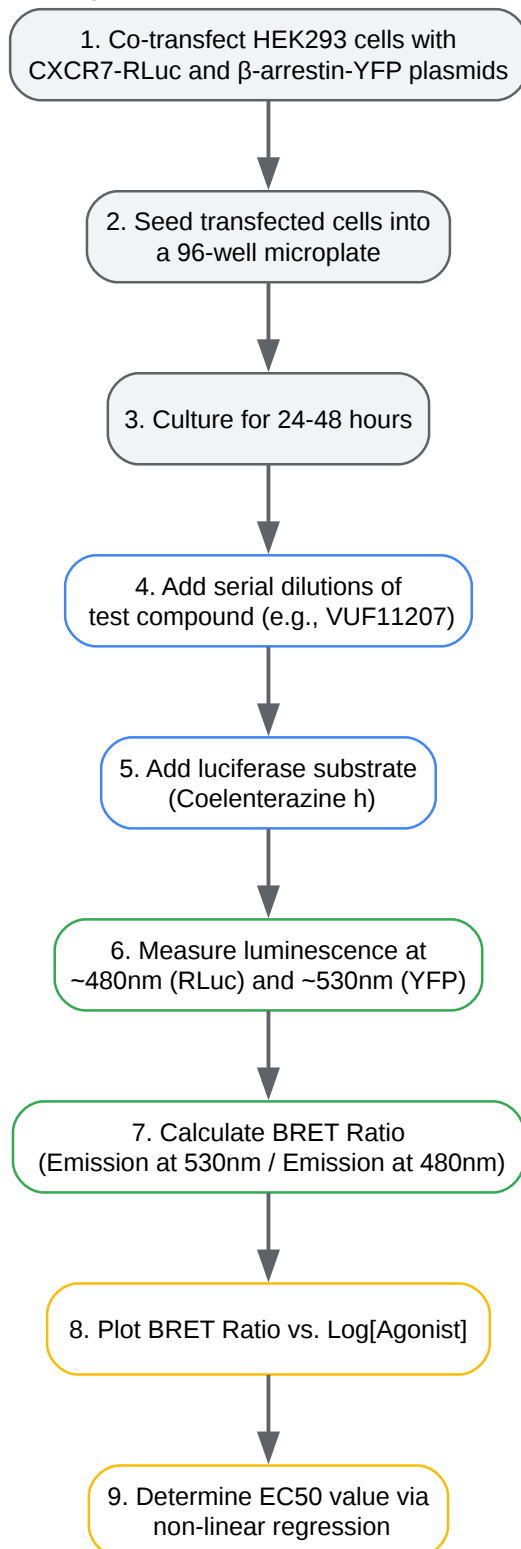 1. Co-transfect HEK293 cells with
CXCR7-RLuc and β-arrestin-YFP plasmids
2. Seed transfected cells into
a 96-well microplate
3. Culture for 24-48 hours
4. Add serial dilutions of
test compound (e.g., VUF11207)
5. Add luciferase substrate
(Coelenterazine h)
6. Measure luminescence at
~480nm (RLuc) and ~530nm (YFP)
7. Calculate BRET Ratio
(Emission at 530nm / Emission at 480nm)
8. Plot BRET Ratio vs. Log[Agonist]
9. Determine EC50 value via
non-linear regression